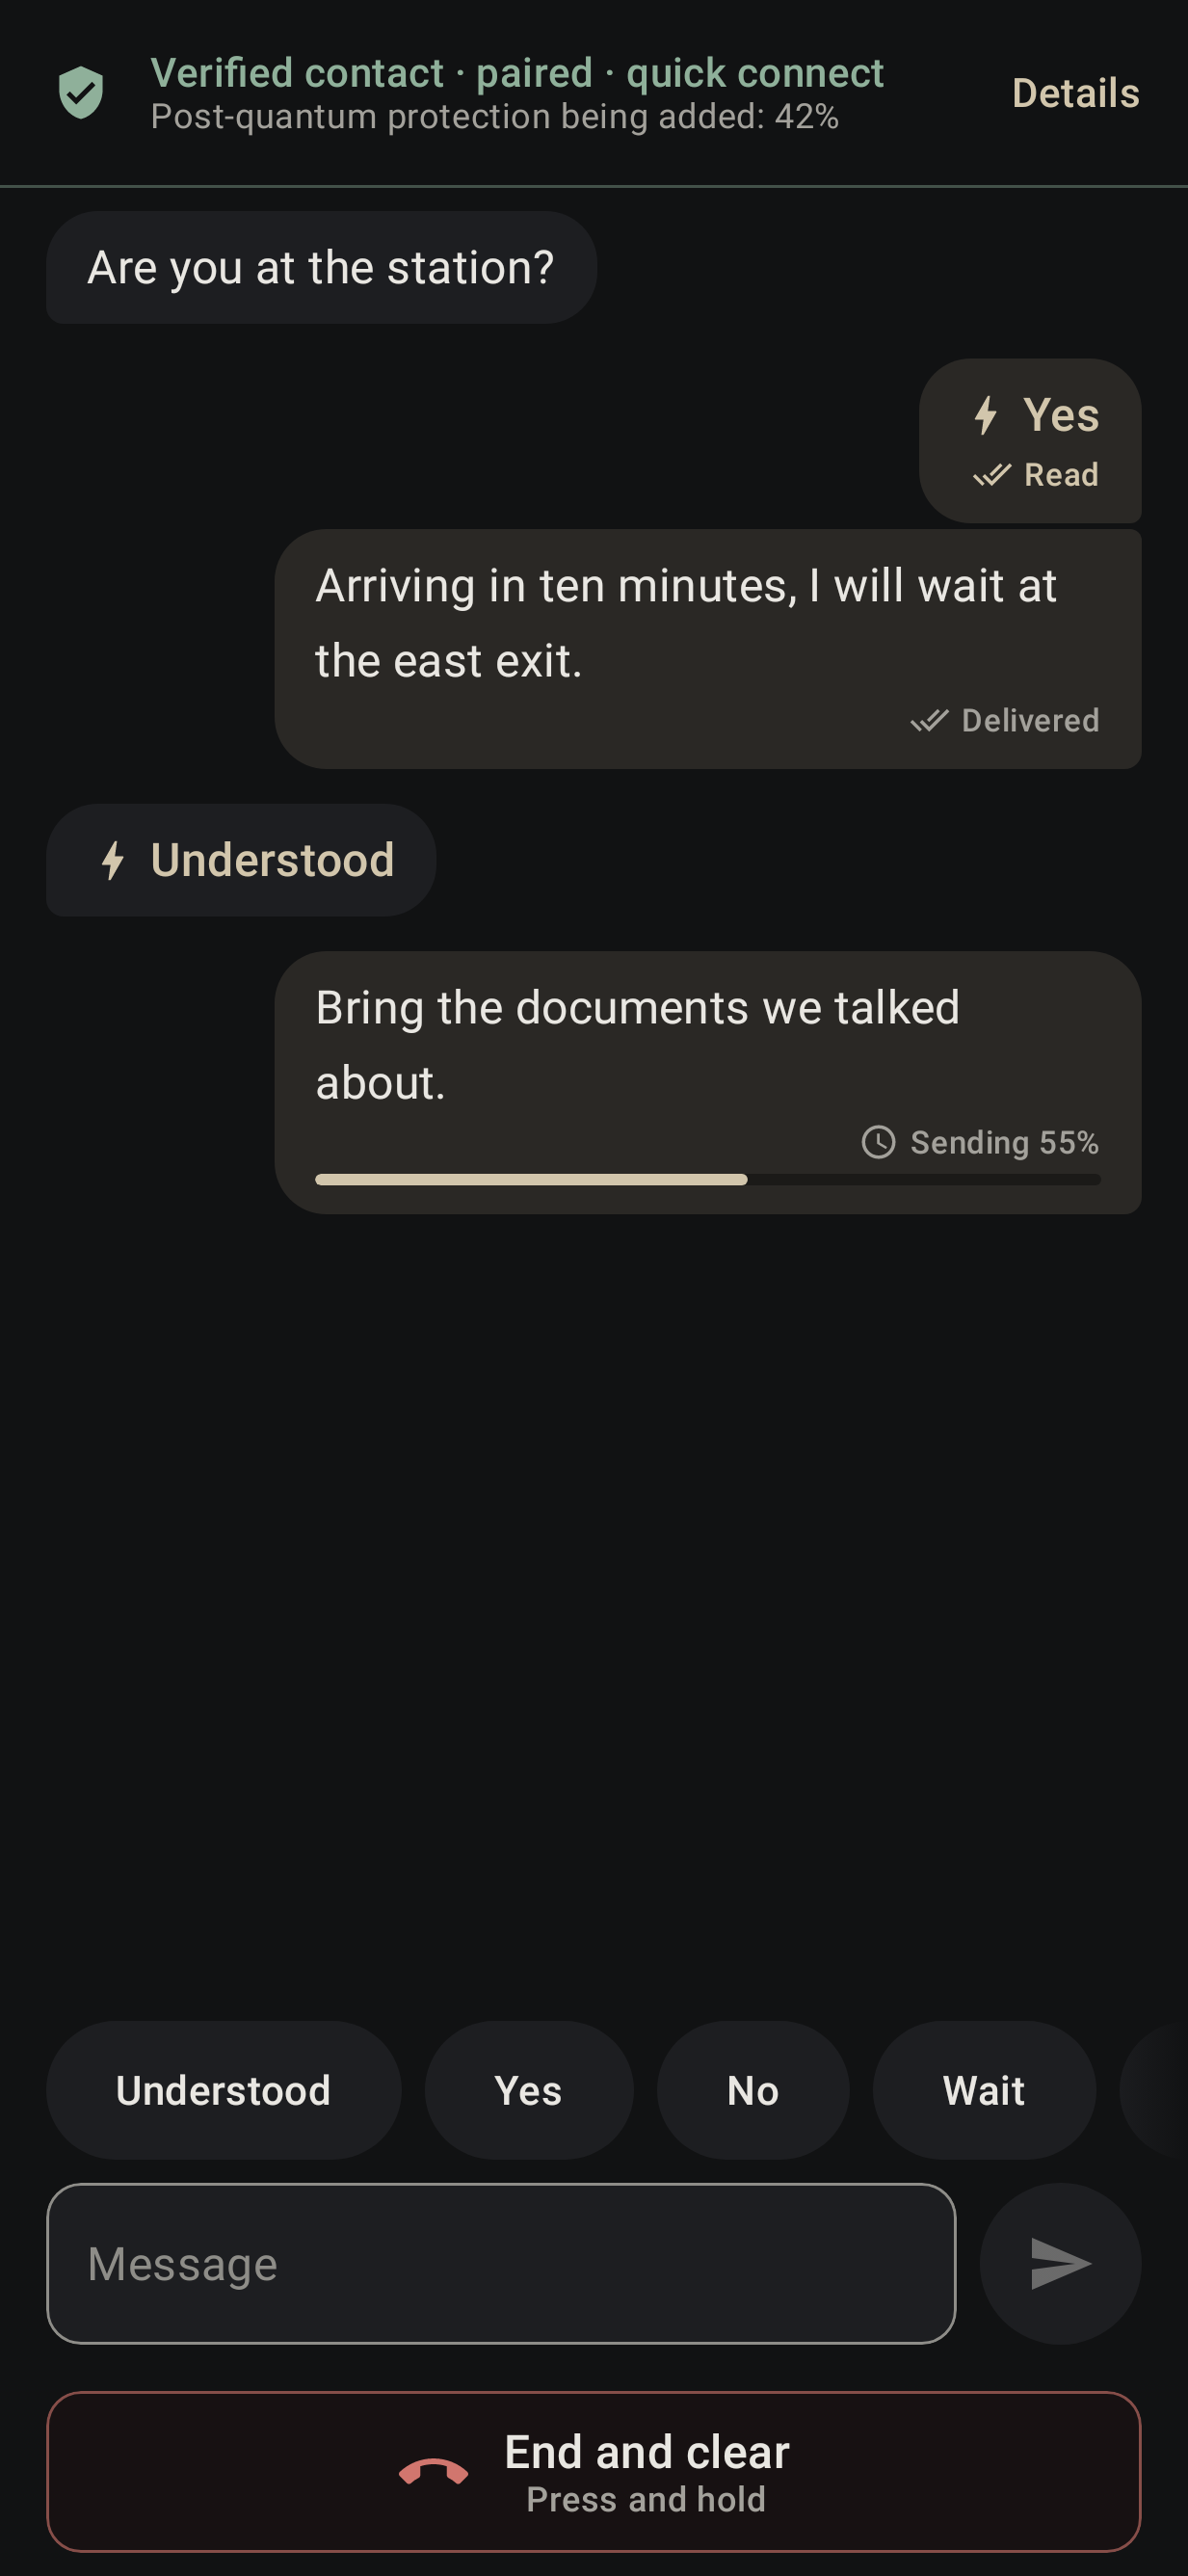 Verified contact · paired · quick connect
Post-quantum protection being added: 42%
Details
Are you at the station?
Yes
Read
Arriving in ten minutes, I will wait at
the east exit.
Delivered
Understood
Bring the documents we talked
about.
Sending 55%
Understood
Yes
No
Wait
Message
End and clear
Press and hold